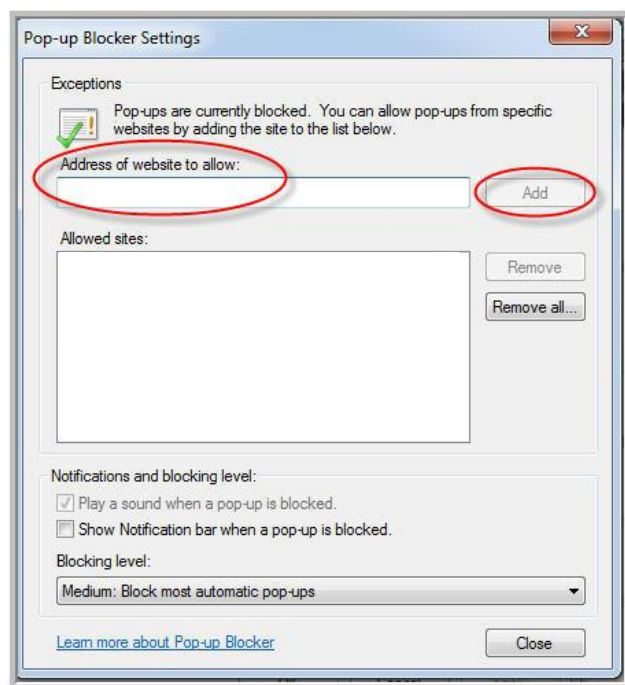 Pop-up Blocker Settings
Exceptions
Pop-ups are currently blocked. You can allow pop-ups from specific
websites by adding the site to the list below.
Address of website to allow:
Add
Allowed sites:
Remove
Remove all...
Notifications and blocking level:
Play a sound when a pop-up is blocked.
Show Notification bar when a pop-up is blocked.
Blocking level:
Medium: Block most automatic pop-ups
Learn more about Pop-up Blocker
Close